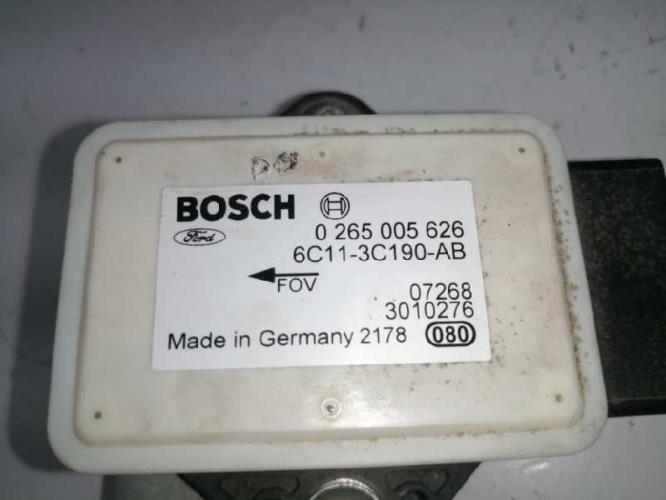 BOSCH
Ford
0 265 005 626
6C11-3C190-AB
FOV
07268
3010276
Made in Germany 2178 080